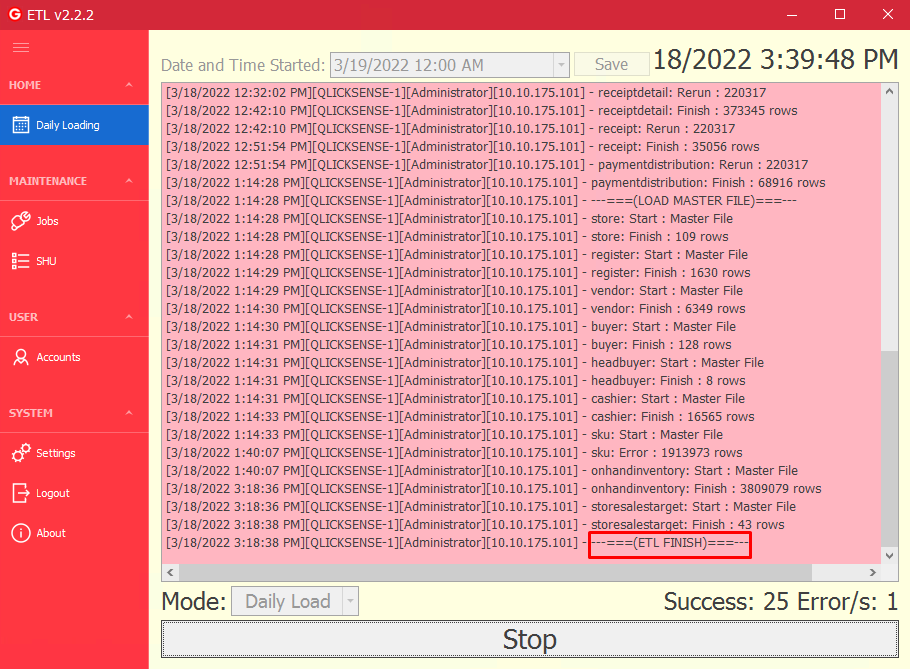 G ETL v2.2.2
HOME
Daily Loading
MAINTENANCE
Jobs
SHU
USER
Accounts
SYSTEM
Settings
Logout
About
Date and Time Started: 3/19/2022 12:00 AM Save 18/2022 3:39:48 PM
[3/18/2022 12:32:02 PM][QLICKSENSE-1][Administrator][10.10.175.101] - receiptdetail: Rerun : 220317
[3/18/2022 12:42:10 PM][QLICKSENSE-1][Administrator][10.10.175.101] - receiptdetail: Finish : 373345 rows
[3/18/2022 12:42:10 PM][QLICKSENSE-1][Administrator][10.10.175.101] - receipt: Rerun : 220317
[3/18/2022 12:51:54 PM][QLICKSENSE-1][Administrator][10.10.175.101] - receipt: Finish : 35056 rows
[3/18/2022 12:51:54 PM][QLICKSENSE-1][Administrator][10.10.175.101] - paymentdistribution: Rerun : 220317
[3/18/2022 1:14:28 PM][QLICKSENSE-1][Administrator][10.10.175.101] - paymentdistribution: Finish : 68916 rows
[3/18/2022 1:14:28 PM][QLICKSENSE-1][Administrator][10.10.175.101] - ---===(LOAD MASTER FILE)===---
[3/18/2022 1:14:28 PM][QLICKSENSE-1][Administrator][10.10.175.101] - store: Start : Master File
[3/18/2022 1:14:28 PM][QLICKSENSE-1][Administrator][10.10.175.101] - store: Finish : 109 rows
[3/18/2022 1:14:28 PM][QLICKSENSE-1][Administrator][10.10.175.101] - register: Start : Master File
[3/18/2022 1:14:29 PM][QLICKSENSE-1][Administrator][10.10.175.101] - register: Finish : 1630 rows
[3/18/2022 1:14:29 PM][QLICKSENSE-1][Administrator][10.10.175.101] - vendor: Start : Master File
[3/18/2022 1:14:30 PM][QLICKSENSE-1][Administrator][10.10.175.101] - vendor: Finish : 6349 rows
[3/18/2022 1:14:30 PM][QLICKSENSE-1][Administrator][10.10.175.101] - buyer: Start : Master File
[3/18/2022 1:14:31 PM][QLICKSENSE-1][Administrator][10.10.175.101] - buyer: Finish : 128 rows
[3/18/2022 1:14:31 PM][QLICKSENSE-1][Administrator][10.10.175.101] - headbuyer: Start : Master File
[3/18/2022 1:14:31 PM][QLICKSENSE-1][Administrator][10.10.175.101] - headbuyer: Finish : 8 rows
[3/18/2022 1:14:31 PM][QLICKSENSE-1][Administrator][10.10.175.101] - cashier: Start : Master File
[3/18/2022 1:14:33 PM][QLICKSENSE-1][Administrator][10.10.175.101] - cashier: Finish : 16565 rows
[3/18/2022 1:14:33 PM][QLICKSENSE-1][Administrator][10.10.175.101] - sku: Start : Master File
[3/18/2022 1:40:07 PM][QLICKSENSE-1][Administrator][10.10.175.101] - sku: Error : 1913973 rows
[3/18/2022 1:40:07 PM][QLICKSENSE-1][Administrator][10.10.175.101] - onhandinventory: Start : Master File
[3/18/2022 3:18:36 PM][QLICKSENSE-1][Administrator][10.10.175.101] - onhandinventory: Finish : 3809079 rows
[3/18/2022 3:18:36 PM][QLICKSENSE-1][Administrator][10.10.175.101] - storesalestarget: Start : Master File
[3/18/2022 3:18:38 PM][QLICKSENSE-1][Administrator][10.10.175.101] - storesalestarget: Finish : 43 rows
[3/18/2022 3:18:38 PM][QLICKSENSE-1][Administrator][10.10.175.101] - ---===(ETL FINISH)===---
Mode: Daily Load Success: 25 Error/s: 1
Stop